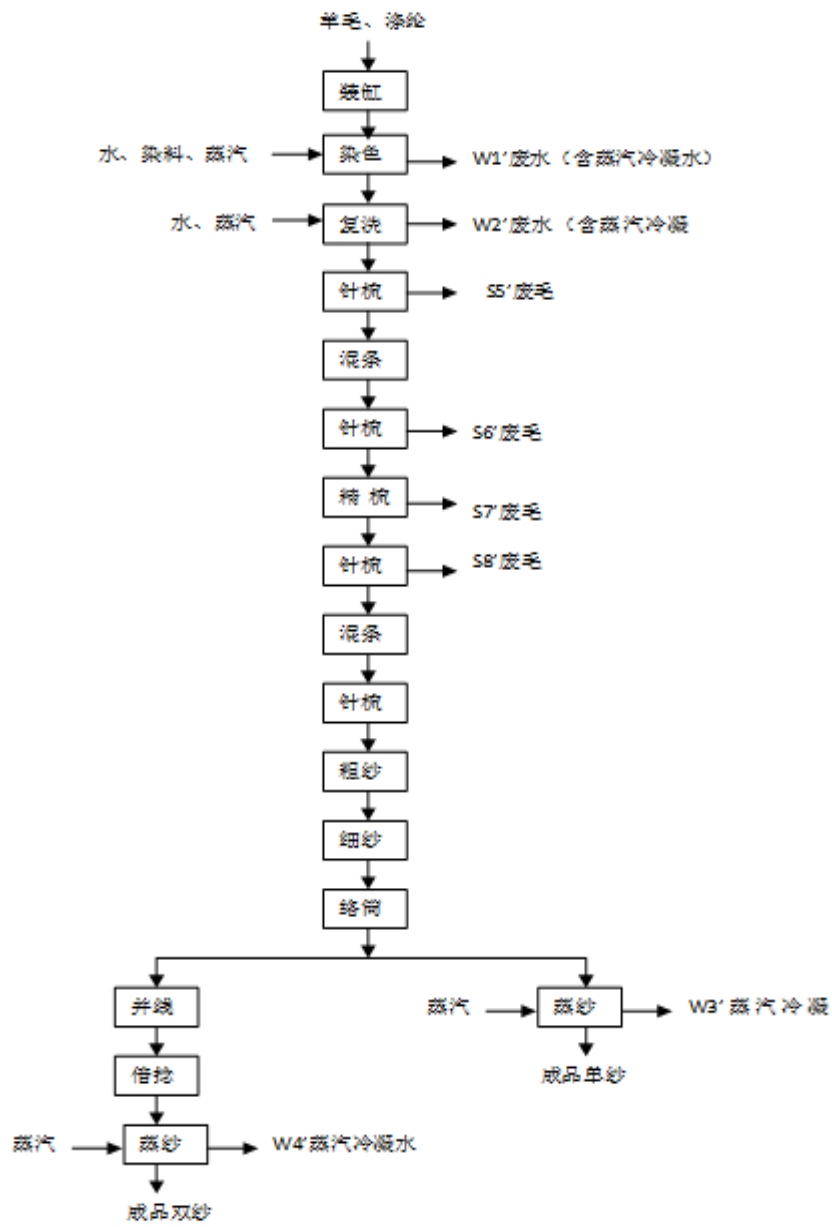 羊毛、涤纶
装缸
水、染料、蒸汽
染色
W1’废水（含蒸汽冷凝水）
水、蒸汽
复洗
W2’废水（含蒸汽冷凝
针梳
S5’废毛
混条
针梳
S6’废毛
精 梳
S7’废毛
针梳
S8’废毛
混条
针梳
粗纱
细纱
络筒
并线
蒸汽
蒸纱
W3’蒸汽冷凝
倍捻
成品单纱
蒸汽
蒸纱
W4’蒸汽冷凝水
成品双纱